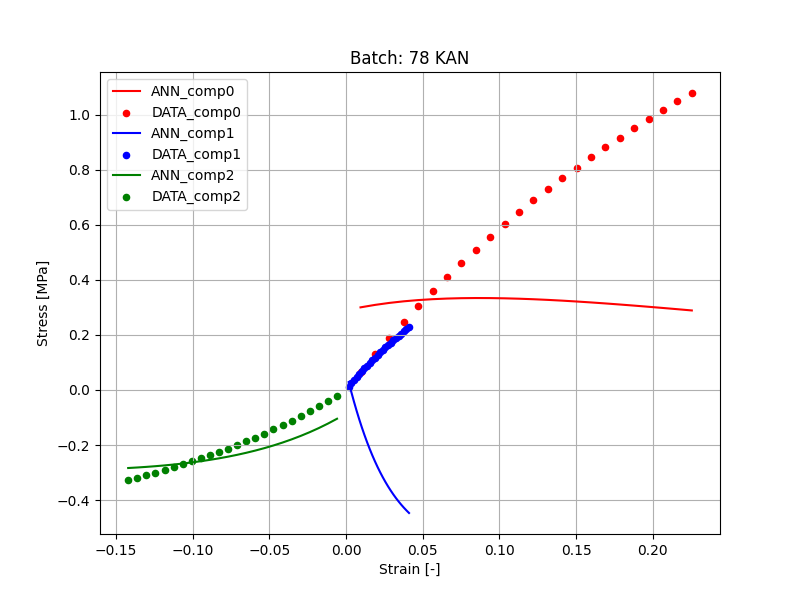 Batch: 78 KAN
ANN_comp0
DATA_comp0
ANN_comp1
DATA_comp1
ANN_comp2
DATA_comp2
Stress [MPa]
1.0
0.8
0.6
0.4
0.2
0.0
−0.2
−0.4
−0.15 −0.10 −0.05 0.00 0.05 0.10 0.15 0.20
Strain [-]